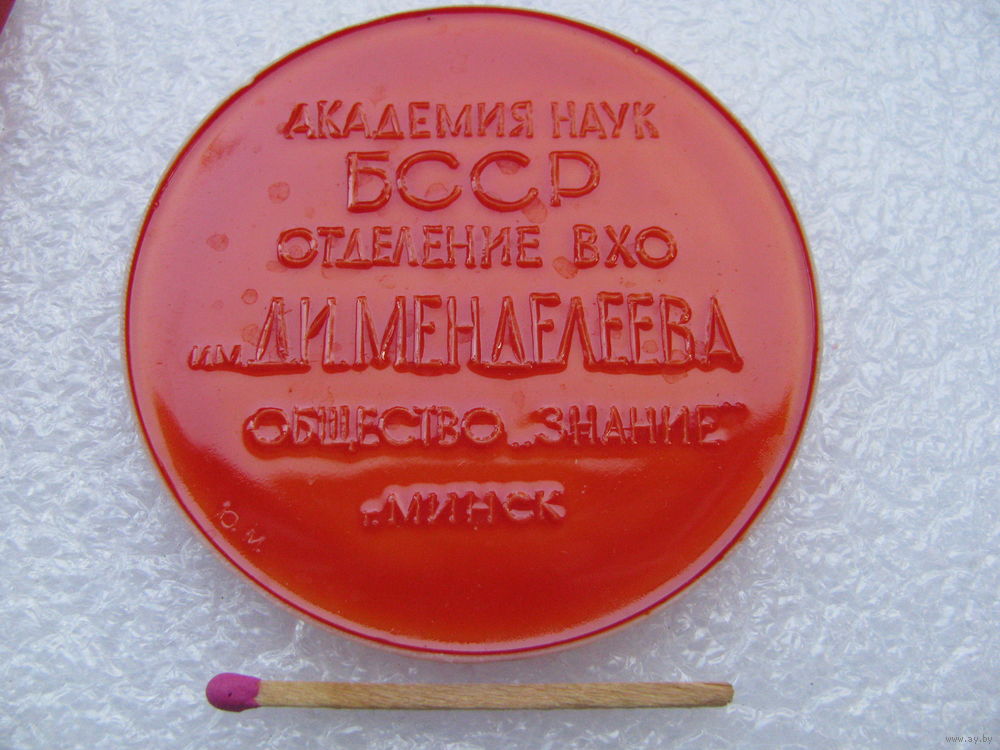 АКАДЕМИЯ НАУК
БССР
ОТДЕЛЕНИЕ ВХО
им. Д.И.МЕНДЕЛЕЕВА
ОБЩЕСТВО „ЗНАНИЕ”
г. МИНСК
Ю. М.
www.ay.by